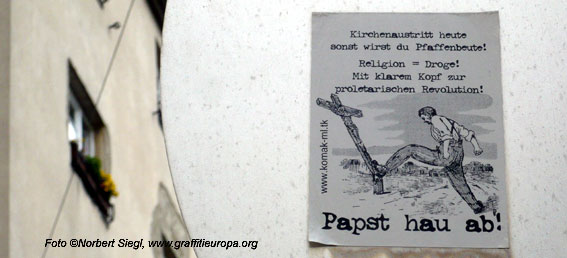 Kirchenaustritt heute
sonst wirst du Pfaffenbeute!
Religion = Droge!
Mit klarem Kopf zur
proletarischen Revolution!
www.komak-ml.tk
Papst hau ab!
Foto ©Norbert Siegl, www.graffitieuropa.org